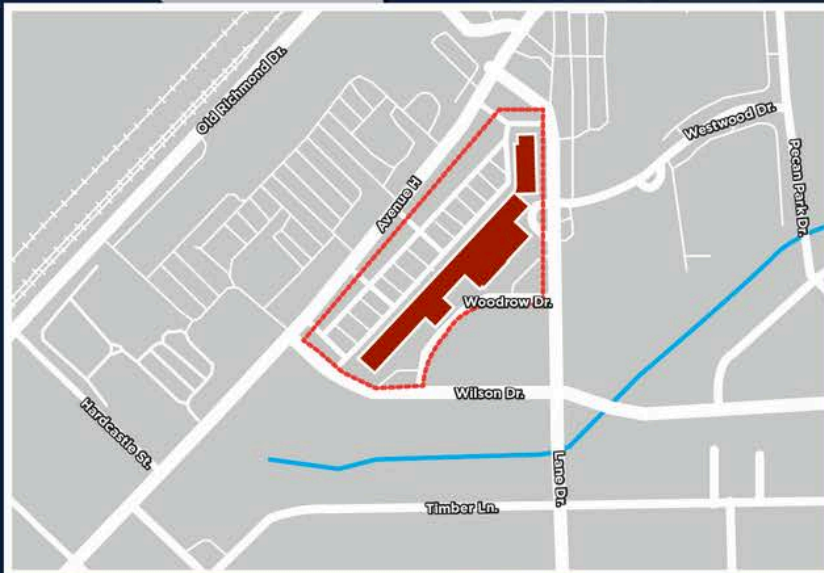 Old Richmond Dr.
Westwood Dr.
Pecan Park Dr.
Avenue H
Woodrow Dr.
Wilson Dr.
Hardcastle St.
Lane Dr.
Timber Ln.